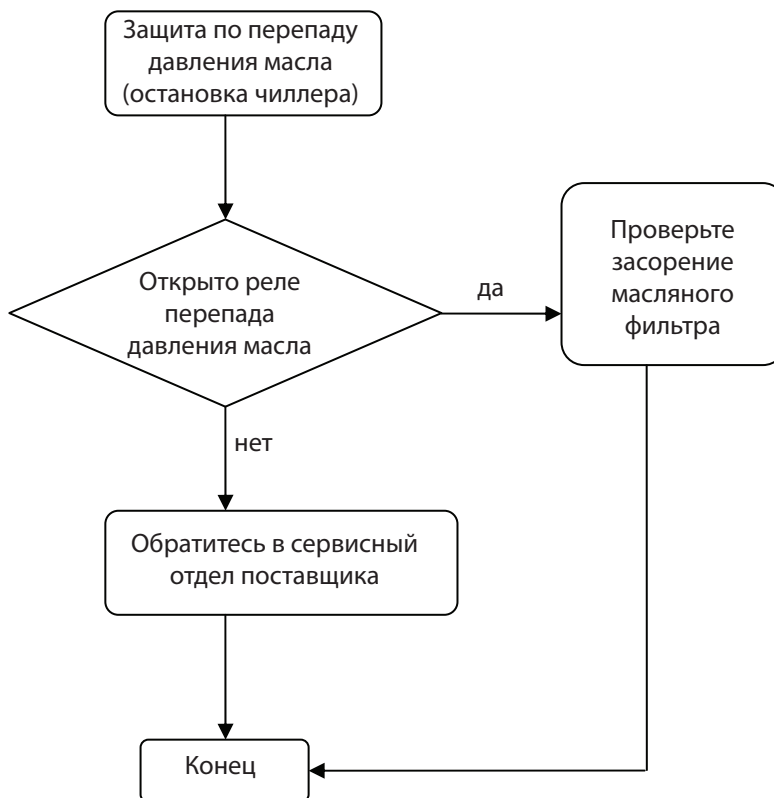 Защита по перепаду
давления масла
(остановка чиллера)
Открыто реле
перепада
давления масла
да
Проверьте
засорение
масляного
фильтра
нет
Обратитесь в сервисный
отдел поставщика
Конец